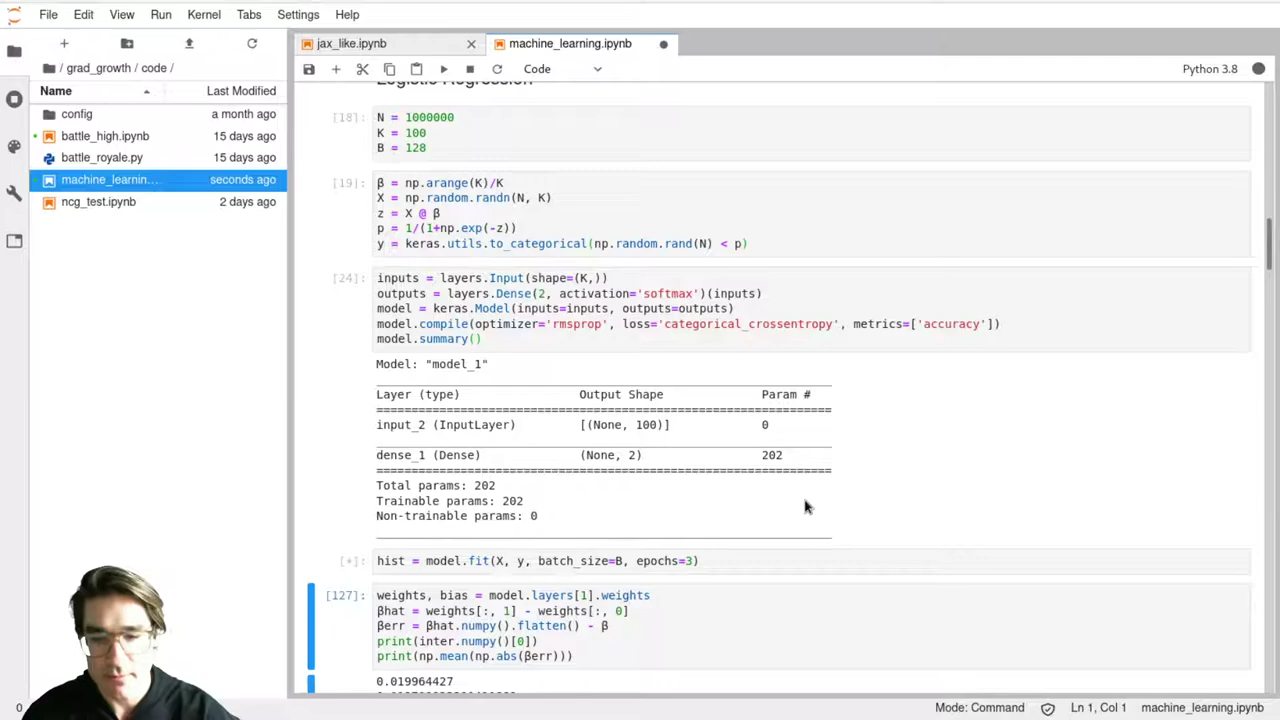 File Edit View Run Kernel Tabs Settings Help
jax_like.ipynb
machine_learning.ipynb
/ grad_growth / code /
Code
Python 3.8
Name Last Modified
config a month ago
battle_high.ipynb 15 days ago
battle_royale.py 15 days ago
machine_learnin... seconds ago
ncg_test.ipynb 2 days ago
Logistic Regression
[18]: N = 1000000
K = 100
B = 128
[19]: β = np.arange(K)/K
X = np.random.randn(N, K)
z = X @ β
p = 1/(1+np.exp(-z))
y = keras.utils.to_categorical(np.random.rand(N) < p)
[24]: inputs = layers.Input(shape=(K,))
outputs = layers.Dense(2, activation='softmax')(inputs)
model = keras.Model(inputs=inputs, outputs=outputs)
model.compile(optimizer='rmsprop', loss='categorical_crossentropy', metrics=['accuracy'])
model.summary()
Model: "model_1"
Layer (type) Output Shape Param #
input_2 (InputLayer) [(None, 100)] 0
dense_1 (Dense) (None, 2) 202
Total params: 202
Trainable params: 202
Non-trainable params: 0
[*]: hist = model.fit(X, y, batch_size=B, epochs=3)
[127]: weights, bias = model.layers[1].weights
βhat = weights[:, 1] - weights[:, 0]
βerr = βhat.numpy().flatten() - β
print(inter.numpy()[0])
print(np.mean(np.abs(βerr)))
0.019964427
0 Mode: Command Ln 1, Col 1 machine_learning.ipynb